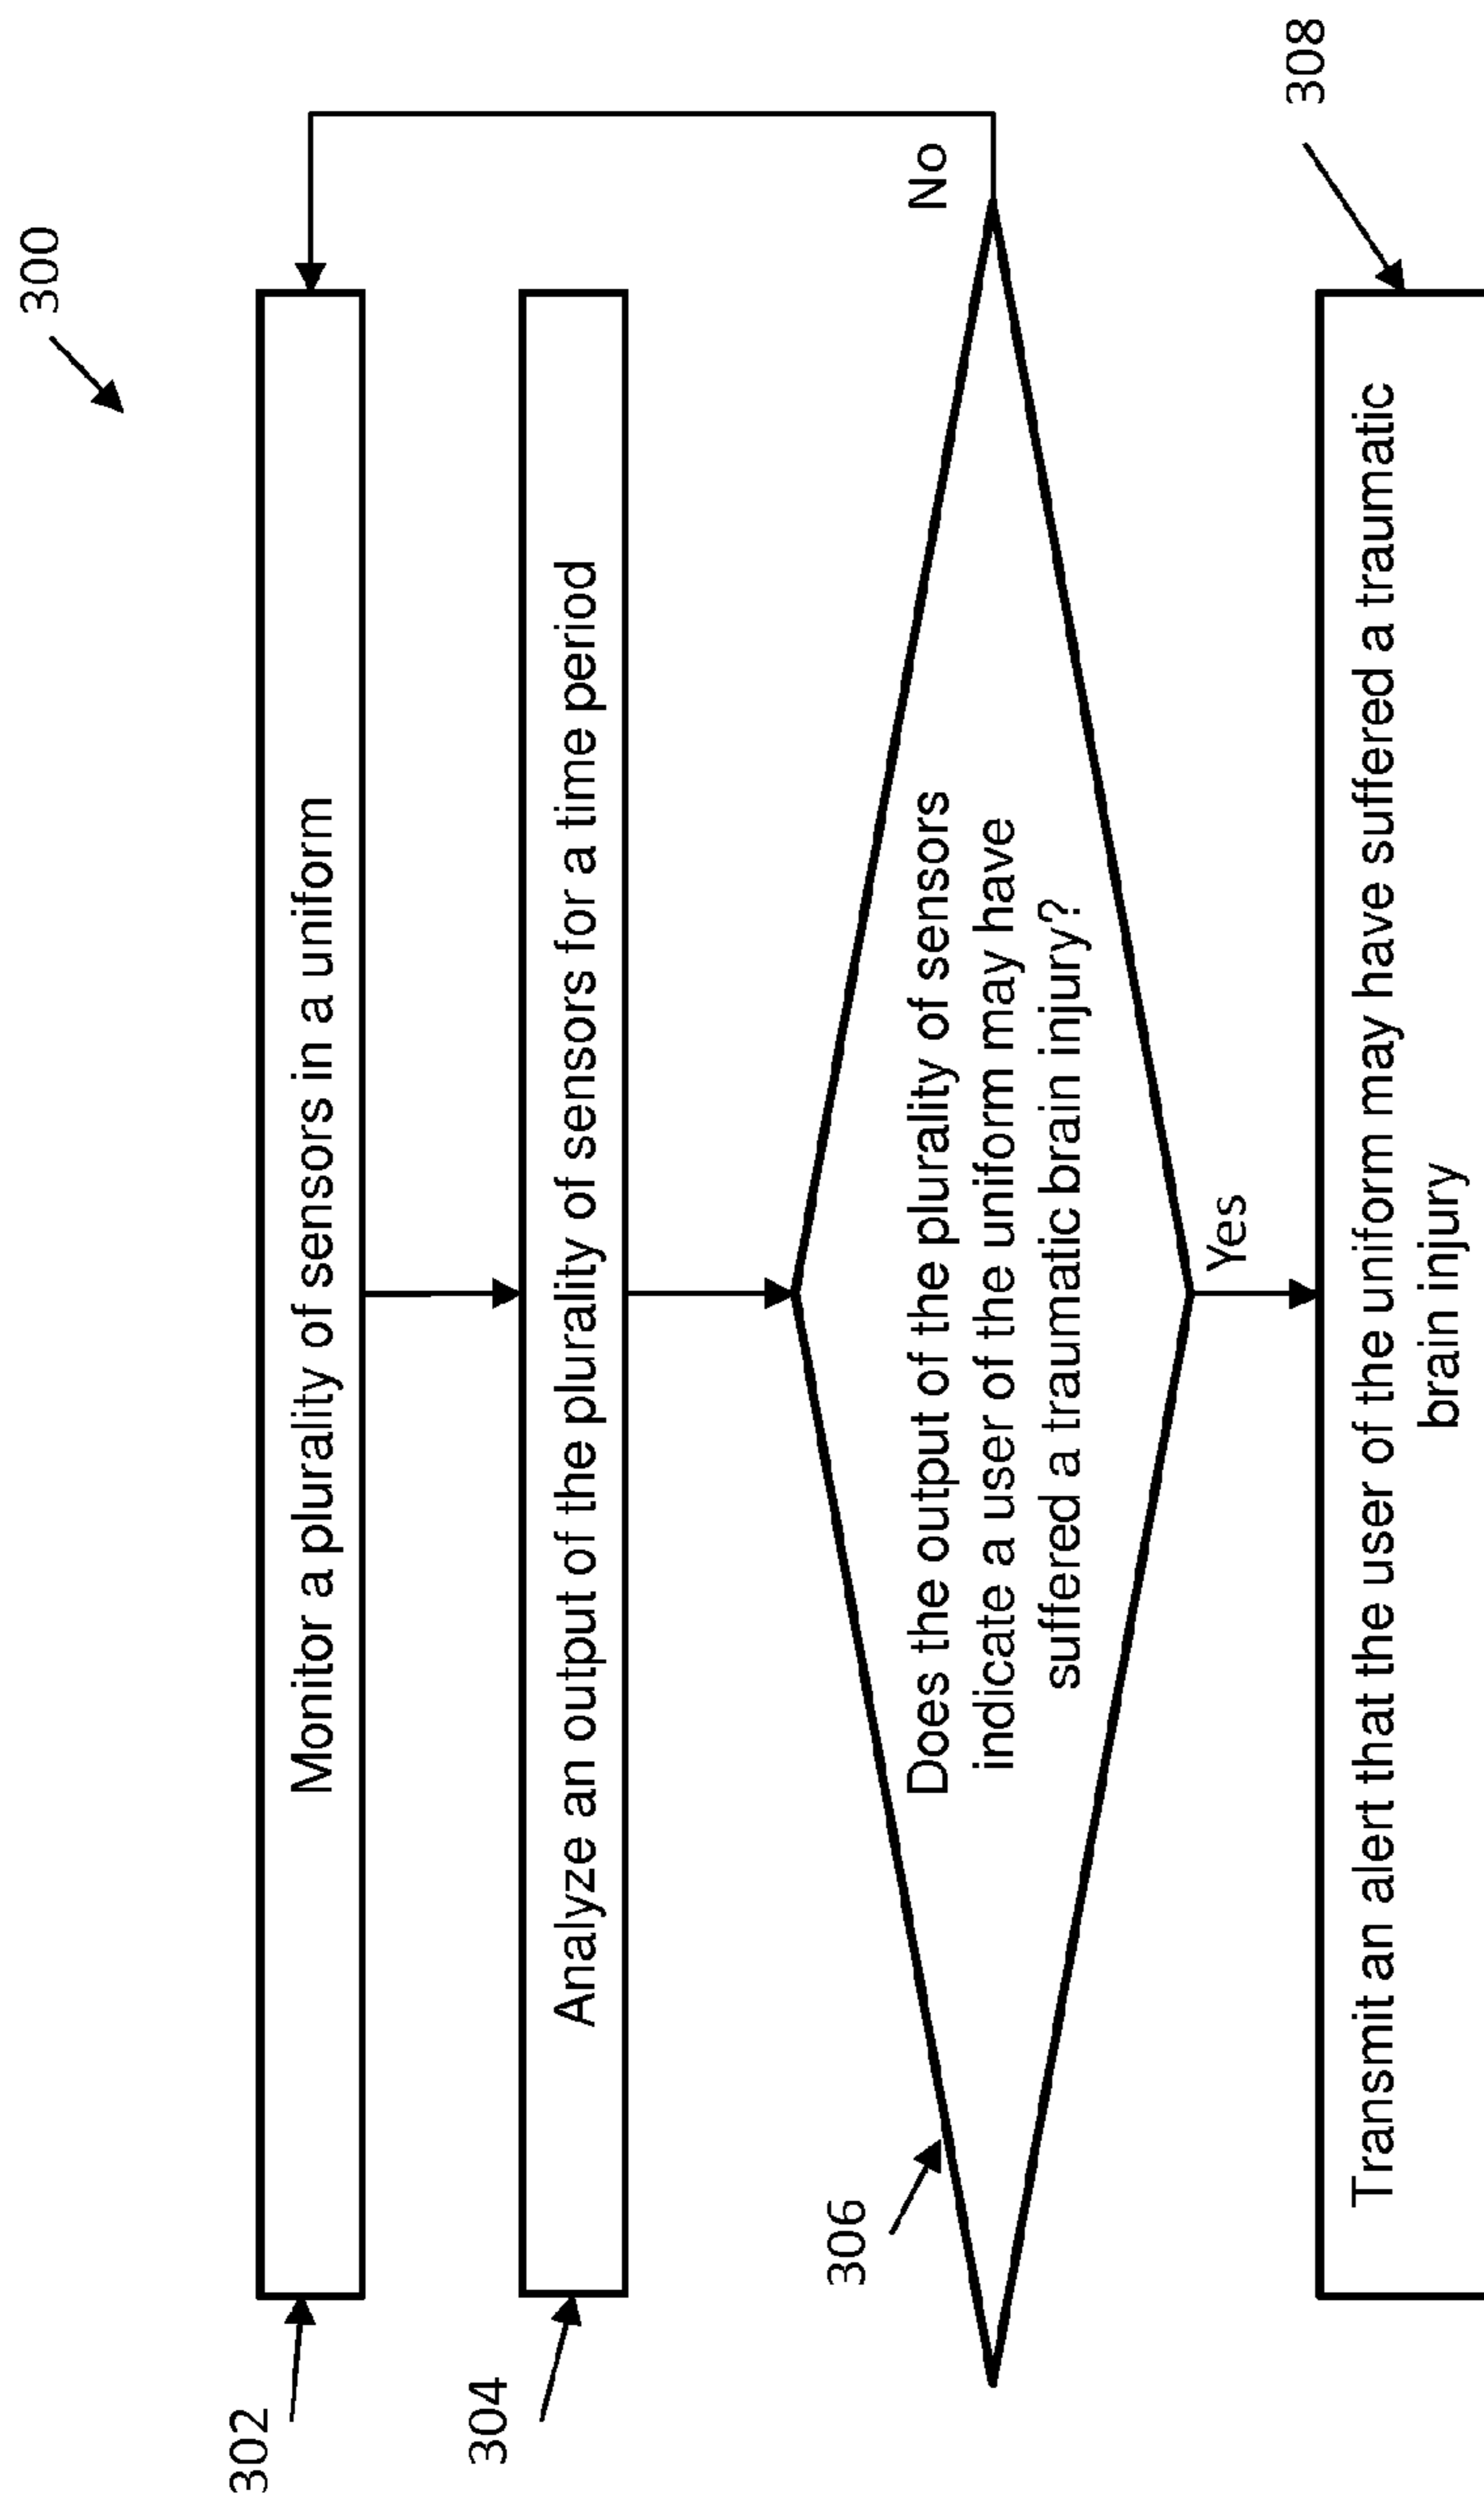 300
302
Monitor a plurality of sensors in a uniform
304
Analyze an output of the plurality of sensors for a time period
306
Does the output of the plurality of sensors
indicate a user of the uniform may have
suffered a traumatic brain injury?
No
Yes
308
Transmit an alert that the user of the uniform may have suffered a traumatic
brain injury